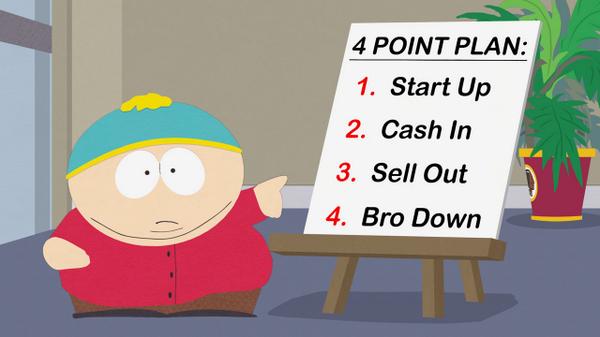 4 POINT PLAN:
1. Start Up
2. Cash In
3. Sell Out
4. Bro Down